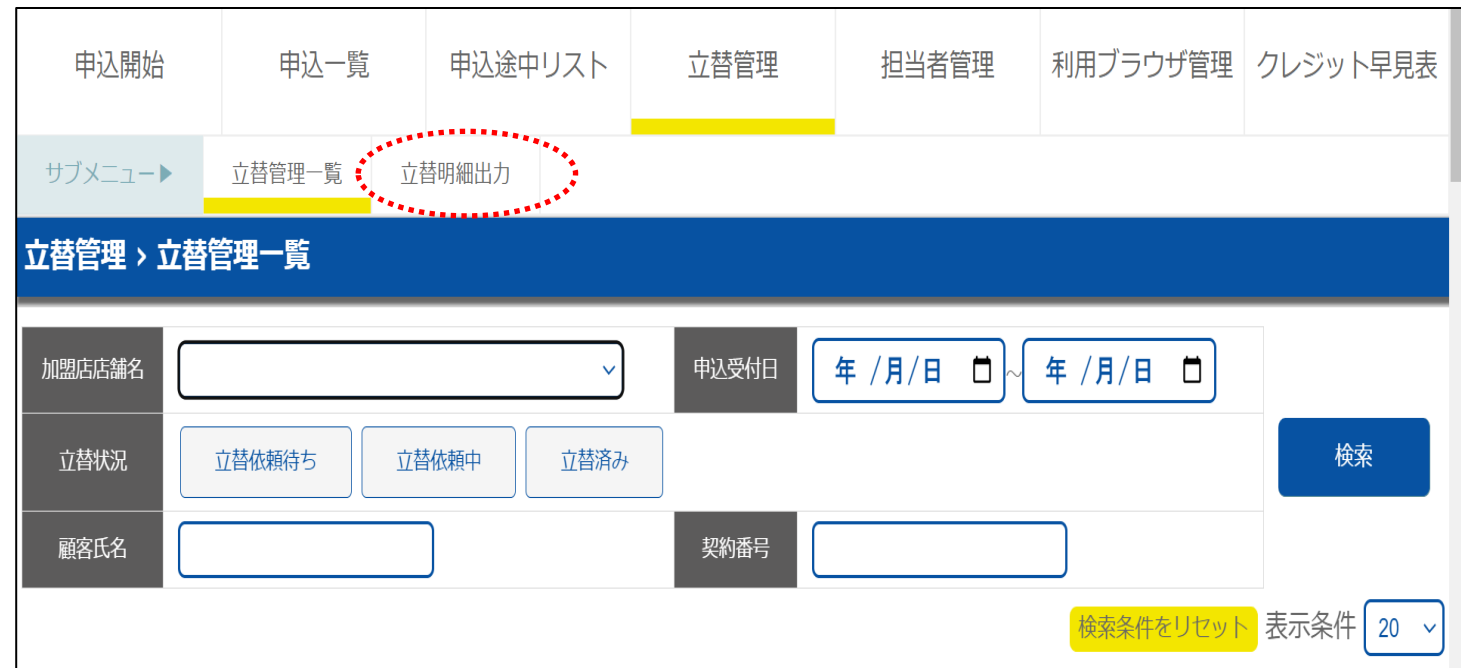 申込開始 申込一覧 申込途中リスト 立替管理 担当者管理 利用ブラウザ管理 クレジット早見表
サブメニュー▶ 立替管理一覧 立替明細出力
立替管理 › 立替管理一覧
加盟店店舗名 申込受付日 年 /月/日 ~ 年 /月/日
立替状況 立替依頼待ち 立替依頼中 立替済み 検索
顧客氏名 契約番号
検索条件をリセット 表示条件 20